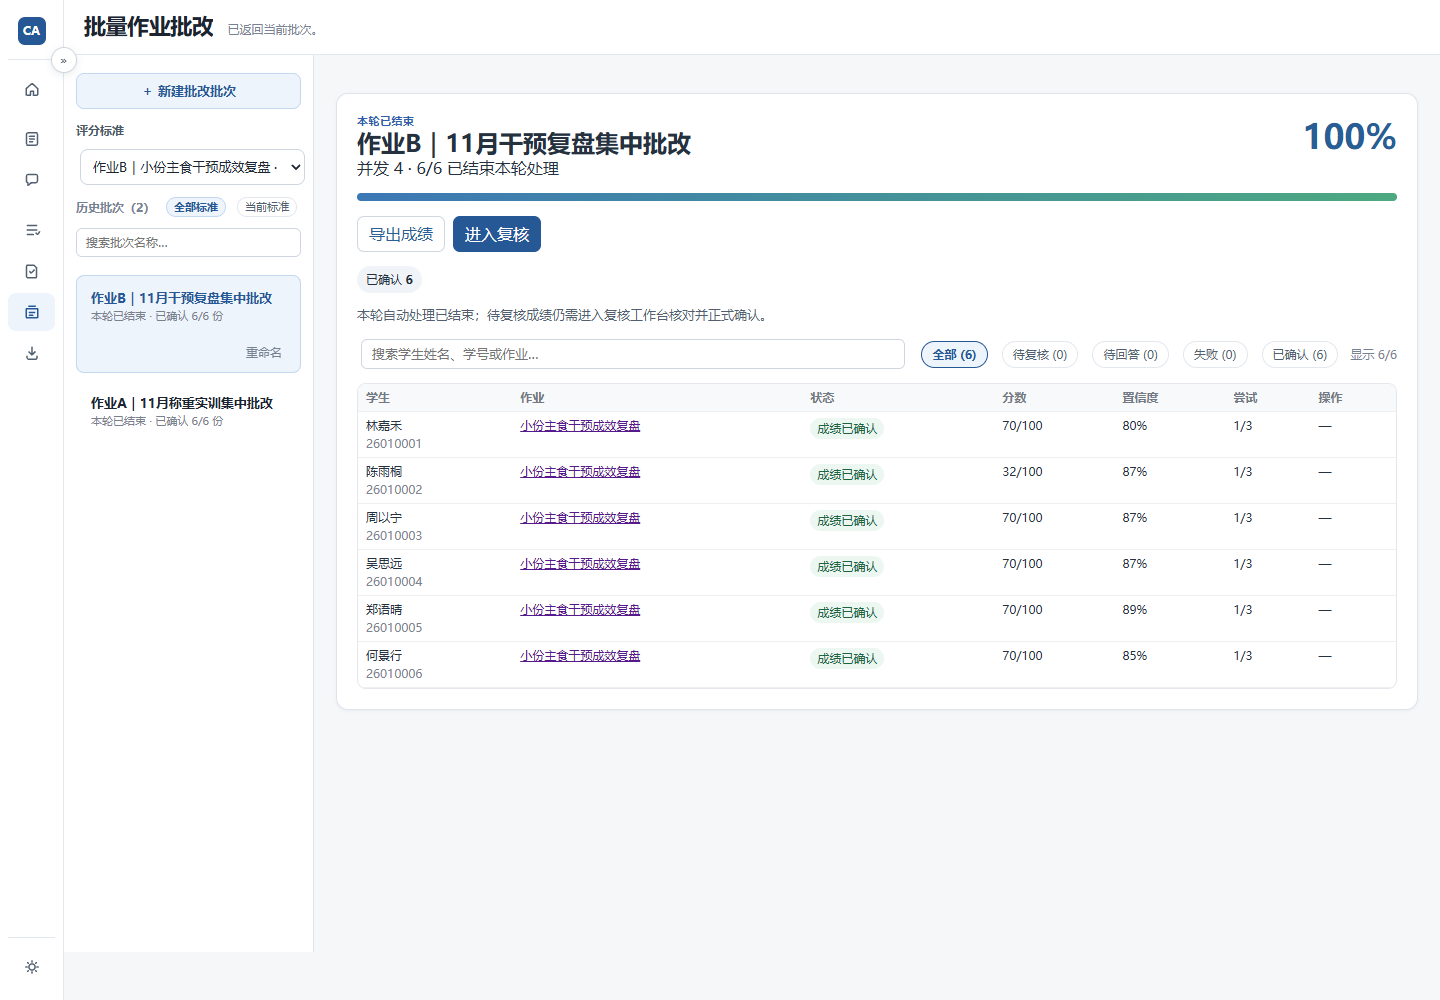 CA
批量作业批改
已返回当前批次。
»
+ 新建批改批次
评分标准
作业B｜小份主食干预成效复盘 ·
历史批次（2）
全部标准
当前标准
搜索批次名称...
作业B｜11月干预复盘集中批改
本轮已结束 · 已确认 6/6 份
重命名
作业A｜11月称重实训集中批改
本轮已结束 · 已确认 6/6 份
本轮已结束
作业B｜11月干预复盘集中批改
并发 4 · 6/6 已结束本轮处理
100%
导出成绩
进入复核
已确认 6
本轮自动处理已结束；待复核成绩仍需进入复核工作台核对并正式确认。
搜索学生姓名、学号或作业...
全部 (6)
待复核 (0)
待回答 (0)
失败 (0)
已确认 (6)
显示 6/6
学生 作业 状态 分数 置信度 尝试 操作
林嘉禾 小份主食干预成效复盘 成绩已确认 70/100 80% 1/3 —
26010001
陈雨桐 小份主食干预成效复盘 成绩已确认 32/100 87% 1/3 —
26010002
周以宁 小份主食干预成效复盘 成绩已确认 70/100 87% 1/3 —
26010003
吴思远 小份主食干预成效复盘 成绩已确认 70/100 87% 1/3 —
26010004
郑语晴 小份主食干预成效复盘 成绩已确认 70/100 89% 1/3 —
26010005
何景行 小份主食干预成效复盘 成绩已确认 70/100 85% 1/3 —
26010006